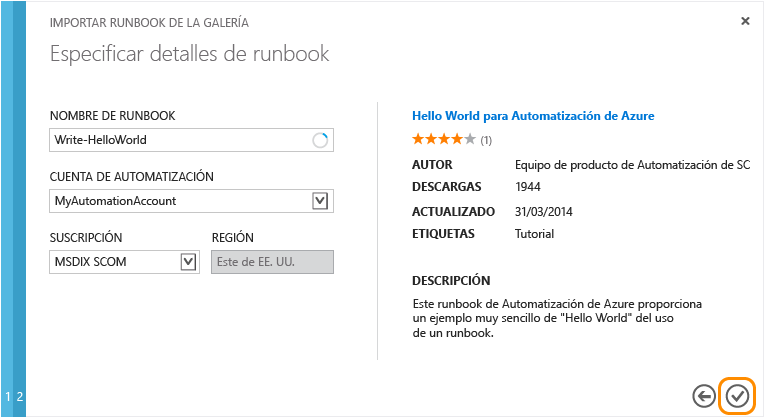 IMPORTAR RUNBOOK DE LA GALERÍA
Especificar detalles de runbook
NOMBRE DE RUNBOOK
Write-HelloWorld
CUENTA DE AUTOMATIZACIÓN
MyAutomationAccount
SUSCRIPCIÓN REGIÓN
MSDIX SCOM Este de EE. UU.
Hello World para Automatización de Azure
(1)
AUTOR Equipo de producto de Automatización de SC
DESCARGAS 1944
ACTUALIZADO 31/03/2014
ETIQUETAS Tutorial
DESCRIPCIÓN
Este runbook de Automatización de Azure proporciona
un ejemplo muy sencillo de "Hello World" del uso
de un runbook.
1 2